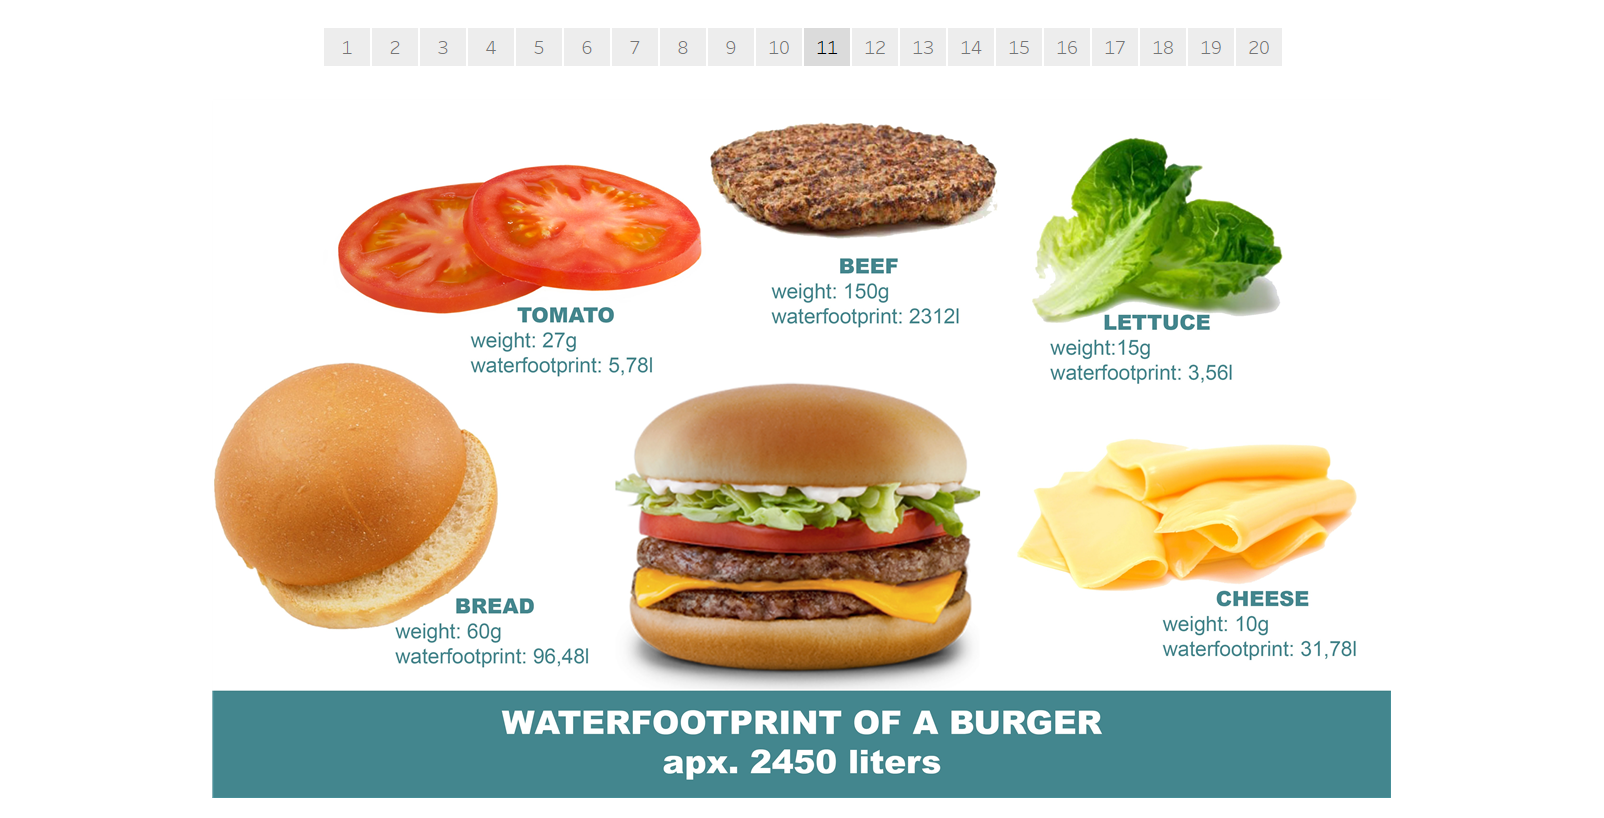 1 2 3 4 5 6 7 8 9 10 11 12 13 14 15 16 17 18 19 20
BEEF
weight: 150g
waterfootprint: 2312l
TOMATO
weight: 27g
waterfootprint: 5,78l
LETTUCE
weight:15g
waterfootprint: 3,56l
BREAD
weight: 60g
waterfootprint: 96,48l
CHEESE
weight: 10g
waterfootprint: 31,78l
WATERFOOTPRINT OF A BURGER
apx. 2450 liters